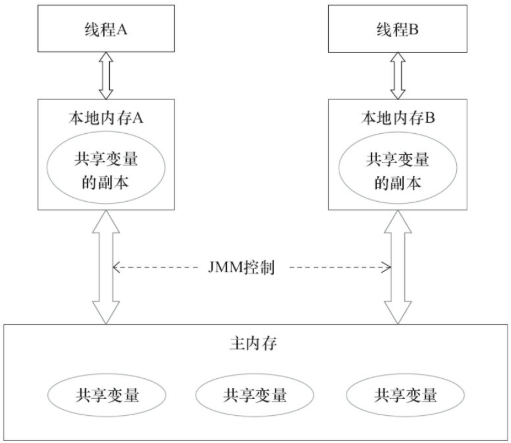 线程A
线程B
本地内存A
本地内存B
共享变量
的副本
共享变量
的副本
JMM控制
主内存
共享变量
共享变量
共享变量